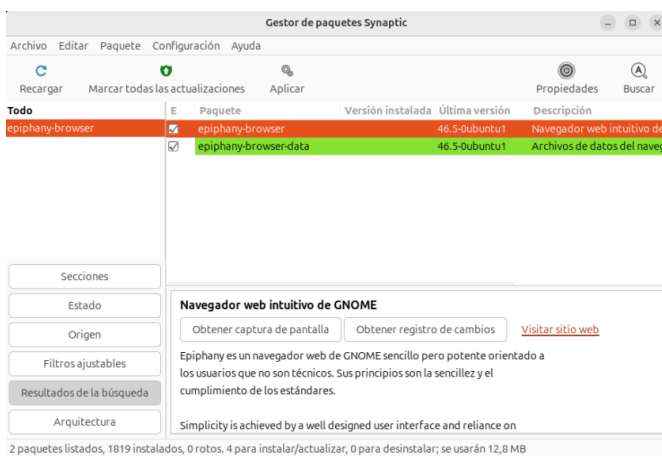 Gestor de paquetes Synaptic
Archivo Editar Paquete Configuración Ayuda
Recargar Marcar todas las actualizaciones Aplicar Propiedades Buscar
Todo E Paquete Versión instalada Última versión Descripción
epiphany-browser epiphany-browser 46.5-0ubuntu1 Navegador web intuitivo de
epiphany-browser-data 46.5-0ubuntu1 Archivos de datos del naveg
Secciones
Estado
Origen
Filtros ajustables
Resultados de la búsqueda
Arquitectura
Navegador web intuitivo de GNOME
Obtener captura de pantalla Obtener registro de cambios Visitar sitio web
Epiphany es un navegador web de GNOME sencillo pero potente orientado a
los usuarios que no son técnicos. Sus principios son la sencillez y el
cumplimiento de los estándares.
Simplicity is achieved by a well designed user interface and reliance on
2 paquetes listados, 1819 instalados, 0 rotos. 4 para instalar/actualizar, 0 para desinstalar; se usarán 12,8 MB